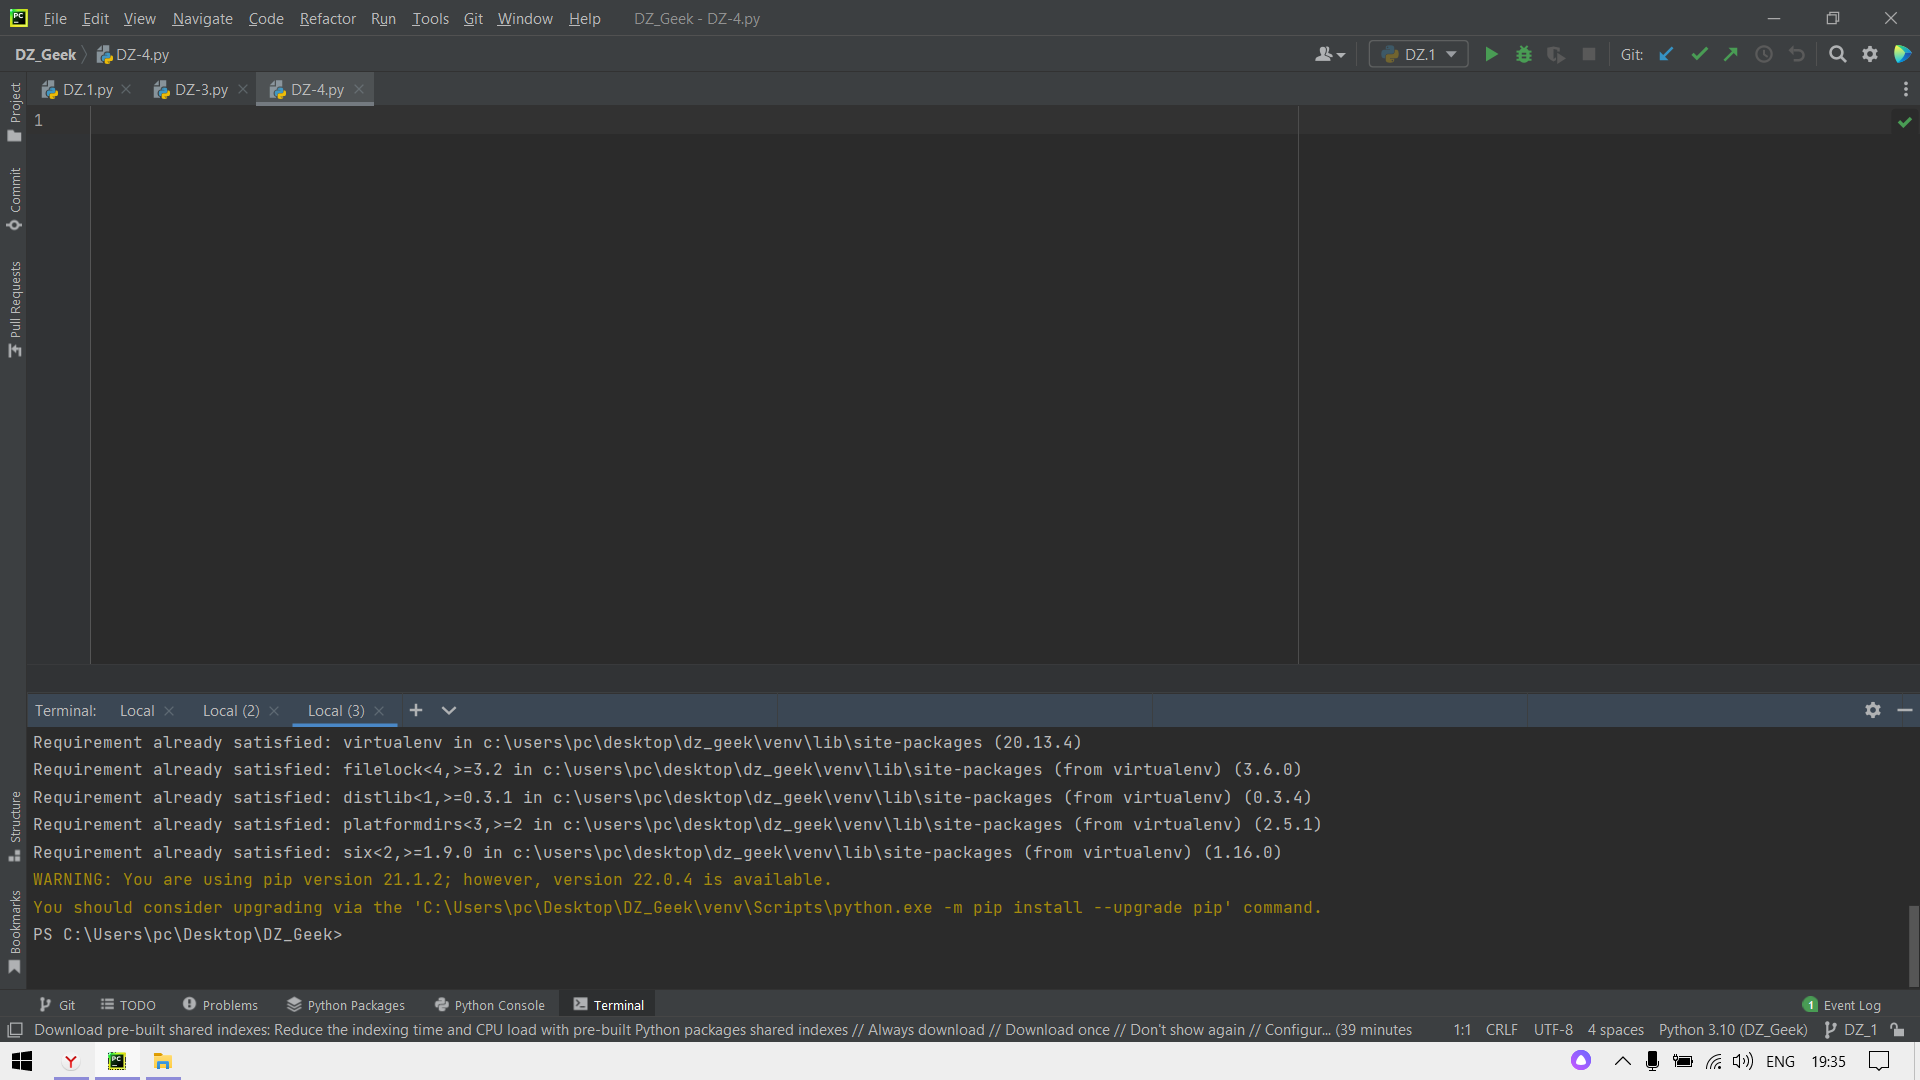 File Edit View Navigate Code Refactor Run Tools Git Window Help DZ_Geek - DZ-4.py
DZ_Geek DZ-4.py DZ.1 Git:
DZ.1.py DZ-3.py DZ-4.py
1
Project
Commit
Pull Requests
Structure
Bookmarks
Terminal: Local Local (2) Local (3)
Requirement already satisfied: virtualenv in c:\users\pc\desktop\dz_geek\venv\lib\site-packages (20.13.4)
Requirement already satisfied: filelock<4,>=3.2 in c:\users\pc\desktop\dz_geek\venv\lib\site-packages (from virtualenv) (3.6.0)
Requirement already satisfied: distlib<1,>=0.3.1 in c:\users\pc\desktop\dz_geek\venv\lib\site-packages (from virtualenv) (0.3.4)
Requirement already satisfied: platformdirs<3,>=2 in c:\users\pc\desktop\dz_geek\venv\lib\site-packages (from virtualenv) (2.5.1)
Requirement already satisfied: six<2,>=1.9.0 in c:\users\pc\desktop\dz_geek\venv\lib\site-packages (from virtualenv) (1.16.0)
WARNING: You are using pip version 21.1.2; however, version 22.0.4 is available.
You should consider upgrading via the 'C:\Users\pc\Desktop\DZ_Geek\venv\Scripts\python.exe -m pip install --upgrade pip' command.
PS C:\Users\pc\Desktop\DZ_Geek>
Git TODO Problems Python Packages Python Console Terminal 1 Event Log
Download pre-built shared indexes: Reduce the indexing time and CPU load with pre-built Python packages shared indexes // Always download // Download once // Don't show again // Configur... (39 minutes 1:1 CRLF UTF-8 4 spaces Python 3.10 (DZ_Geek) DZ_1
ENG 19:35